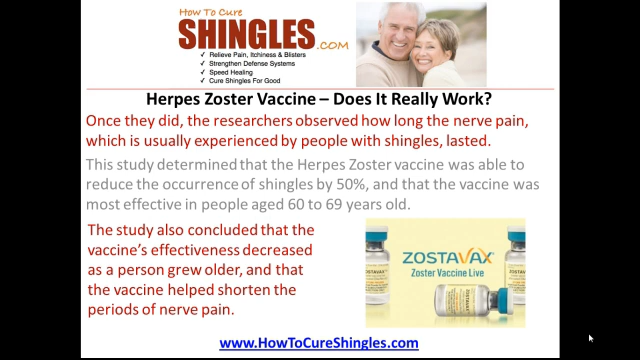 How To Cure
SHINGLES.COM
✓ Relieve Pain, Itchiness & Blisters
✓ Strengthen Defense Systems
✓ Speed Healing
✓ Cure Shingles For Good
Herpes Zoster Vaccine – Does It Really Work?
Once they did, the researchers observed how long the nerve pain,
which is usually experienced by people with shingles, lasted.
This study determined that the Herpes Zoster vaccine was able to
reduce the occurrence of shingles by 50%, and that the vaccine was
most effective in people aged 60 to 69 years old.
The study also concluded that the
vaccine's effectiveness decreased
as a person grew older, and that
the vaccine helped shorten the
periods of nerve pain.
ZOSTAVAX
Zoster Vaccine Live
ZOSTAVAX
www.HowToCureShingles.com